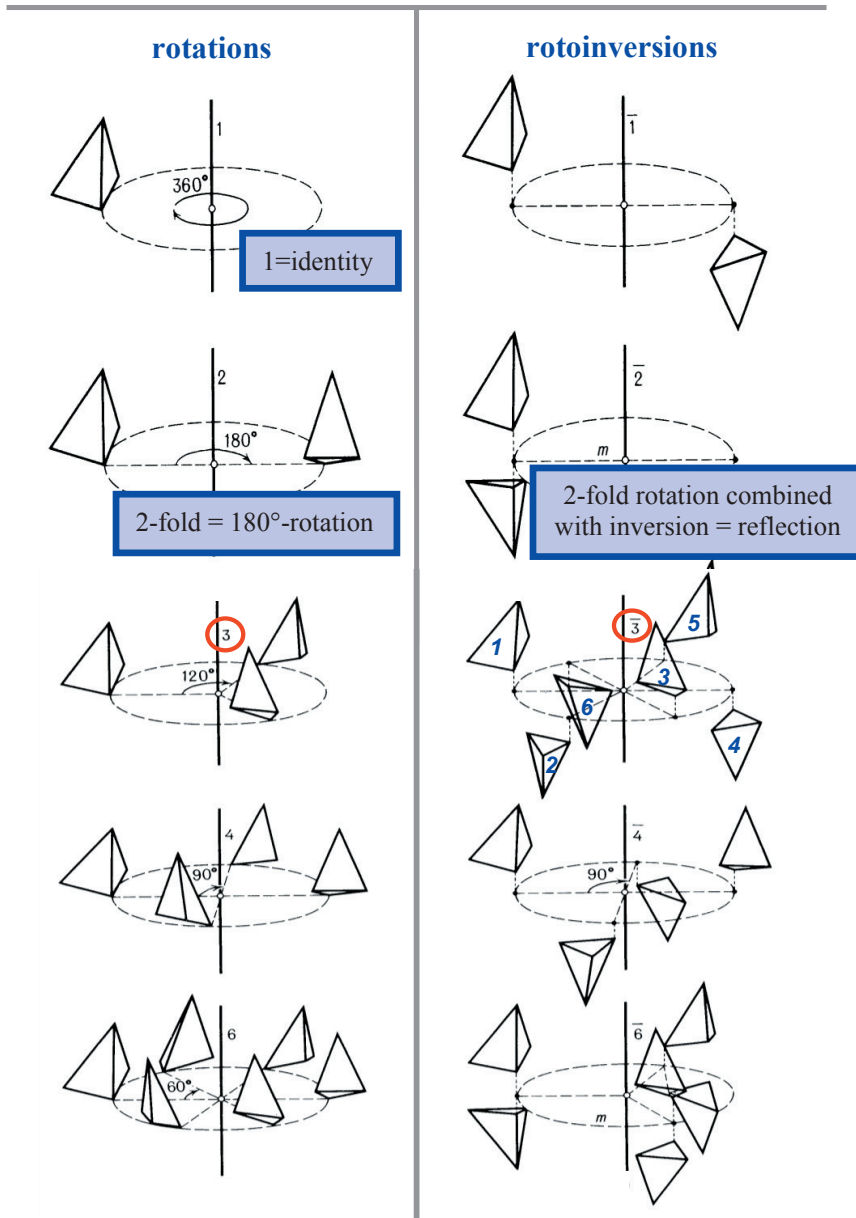 rotations
rotoinversions
1
360°
1=identity
1̅
2
180°
2-fold = 180°-rotation
2̅
m
2-fold rotation combined
with inversion = reflection
3
120°
3̅
1
5
3
6
4
2
4
90°
4̅
90°
6
60°
6̅
m